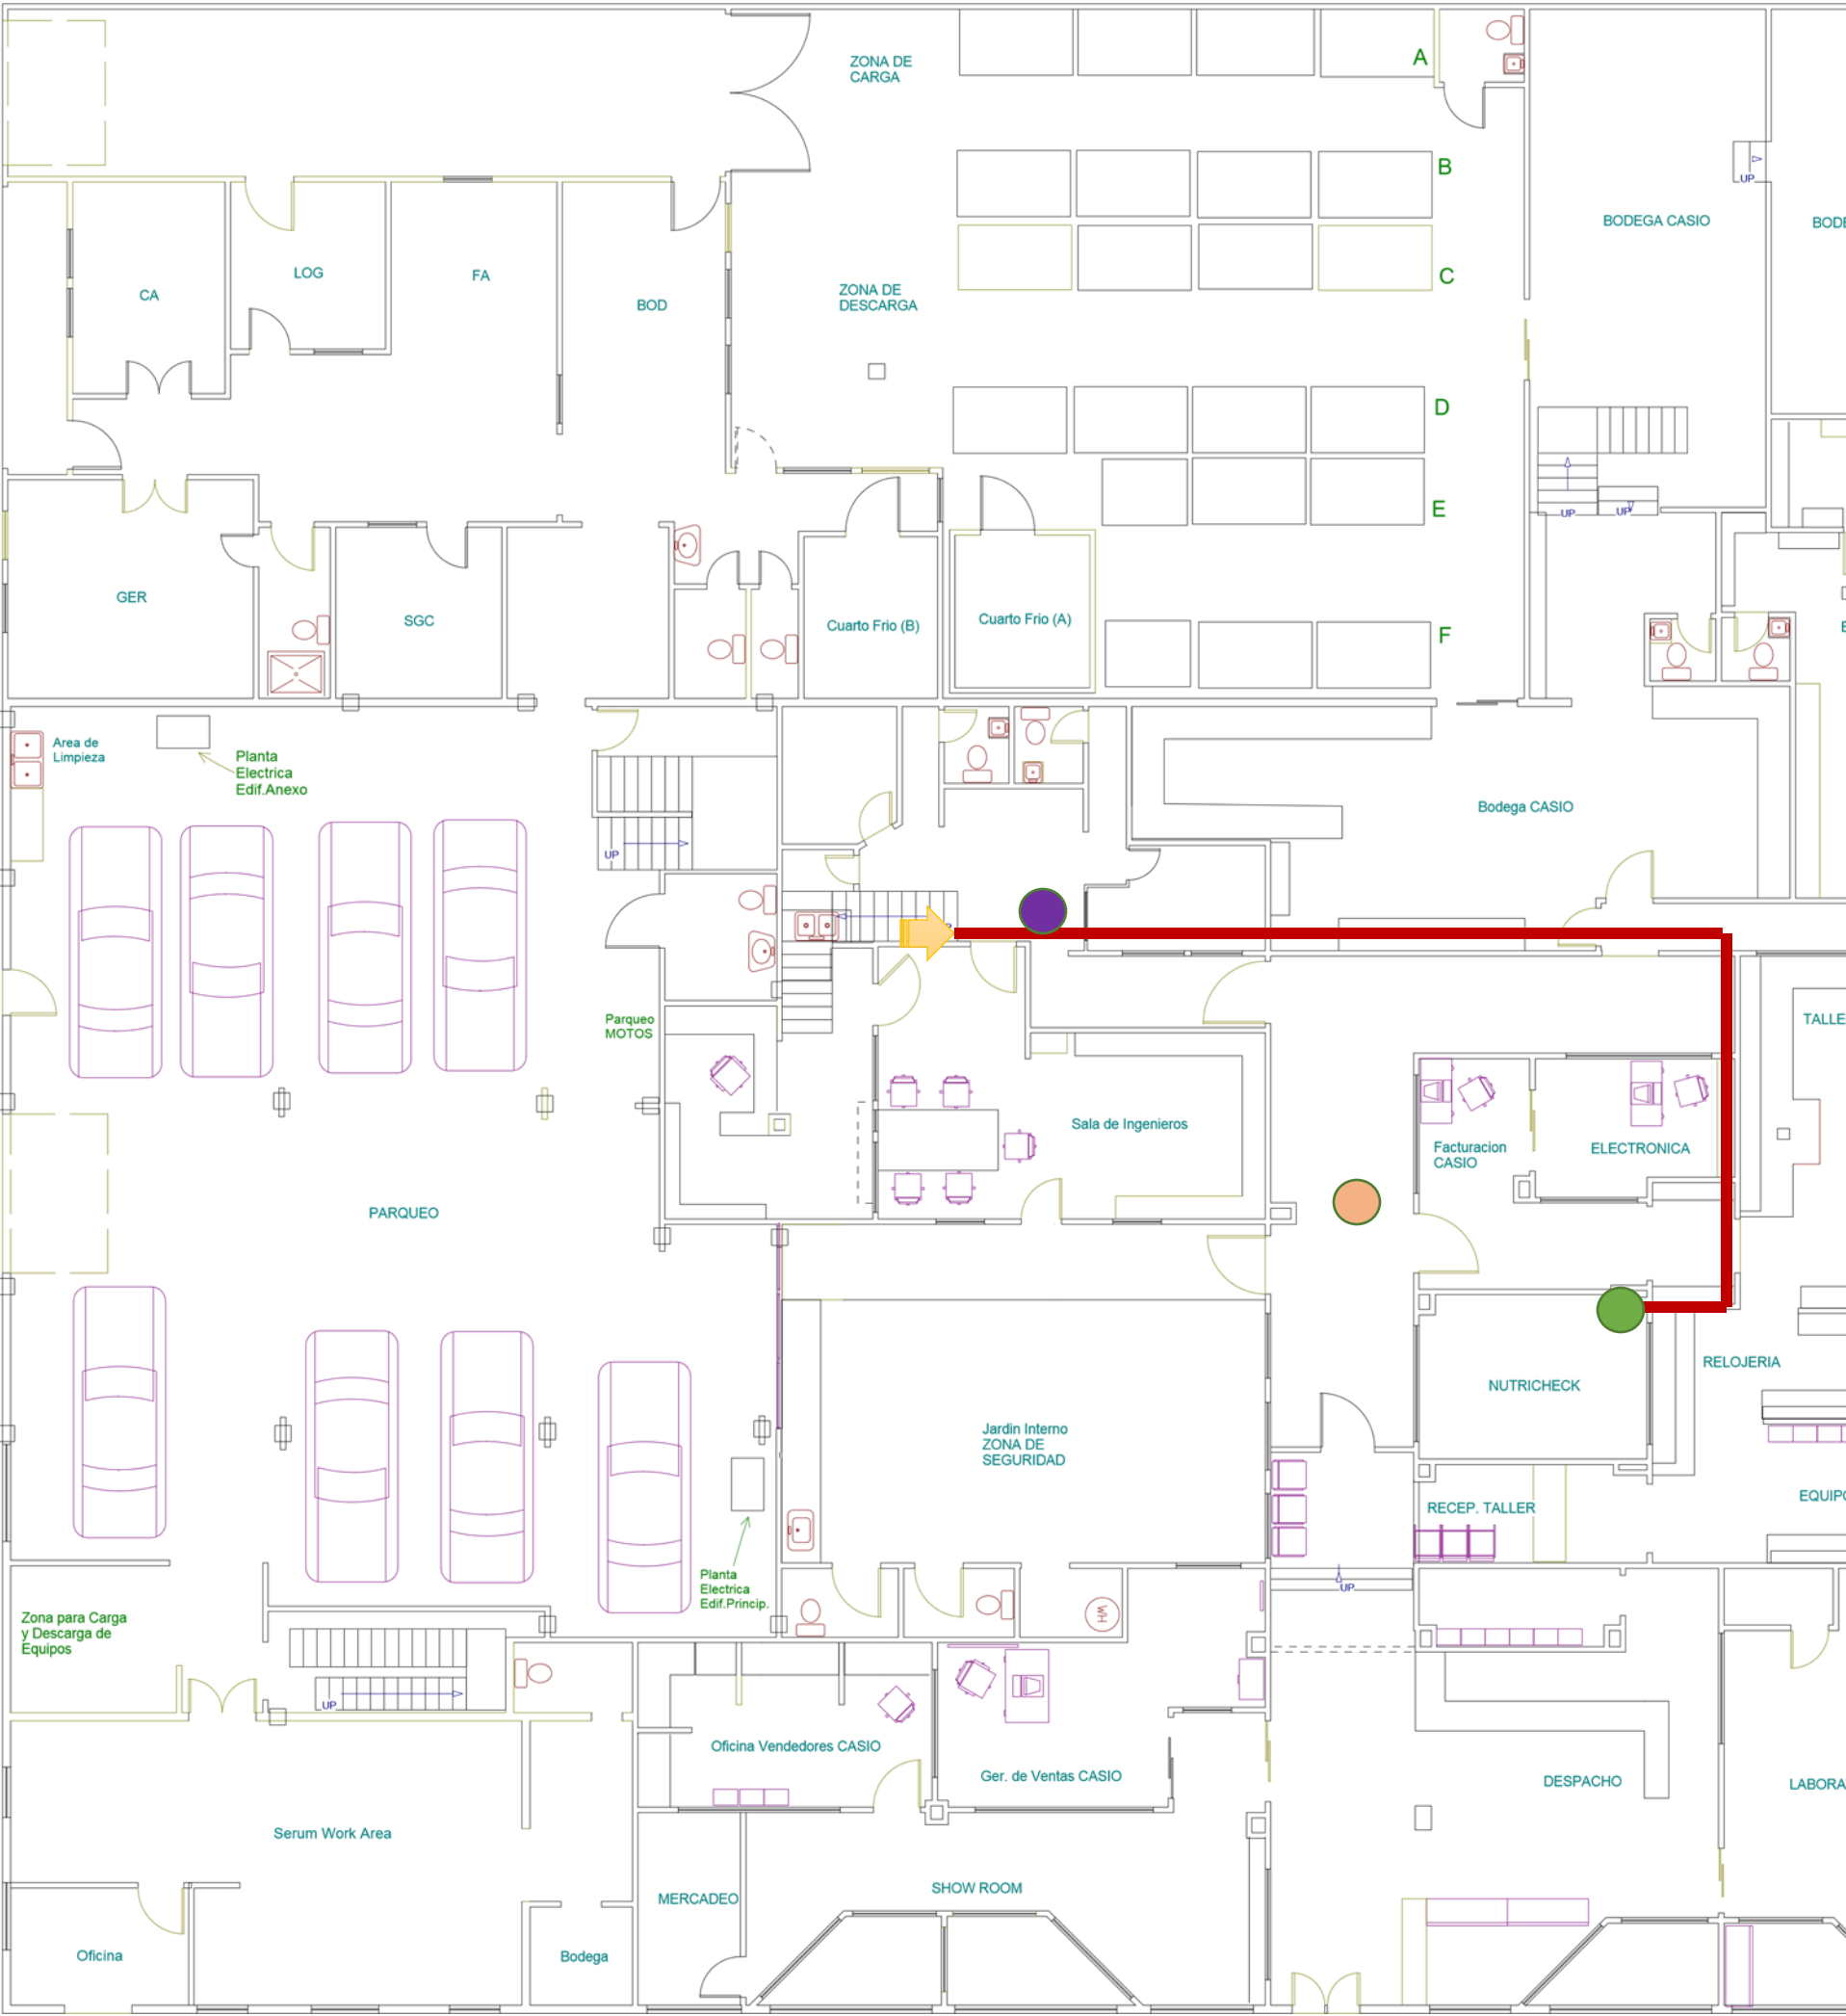 ZONA DE
CARGA
A
B
UP
BODEGA CASIO
LOG
FA
CA
BOD
ZONA DE
DESCARGA
C
D
E
UP
UP
GER
SGC
Cuarto Frio (B)
Cuarto Frio (A)
F
Area de
Limpieza
Planta
Electrica
Edif.Anexo
Bodega CASIO
UP
Parqueo
MOTOS
Sala de Ingenieros
Facturacion
CASIO
ELECTRONICA
PARQUEO
RELOJERIA
NUTRICHECK
Jardin Interno
ZONA DE
SEGURIDAD
RECEP. TALLER
Planta
Electrica
Edif.Princip.
UP
WH
Zona para Carga
y Descarga de
Equipos
UP
Oficina Vendedores CASIO
Ger. de Ventas CASIO
DESPACHO
Serum Work Area
MERCADEO
SHOW ROOM
Oficina
Bodega